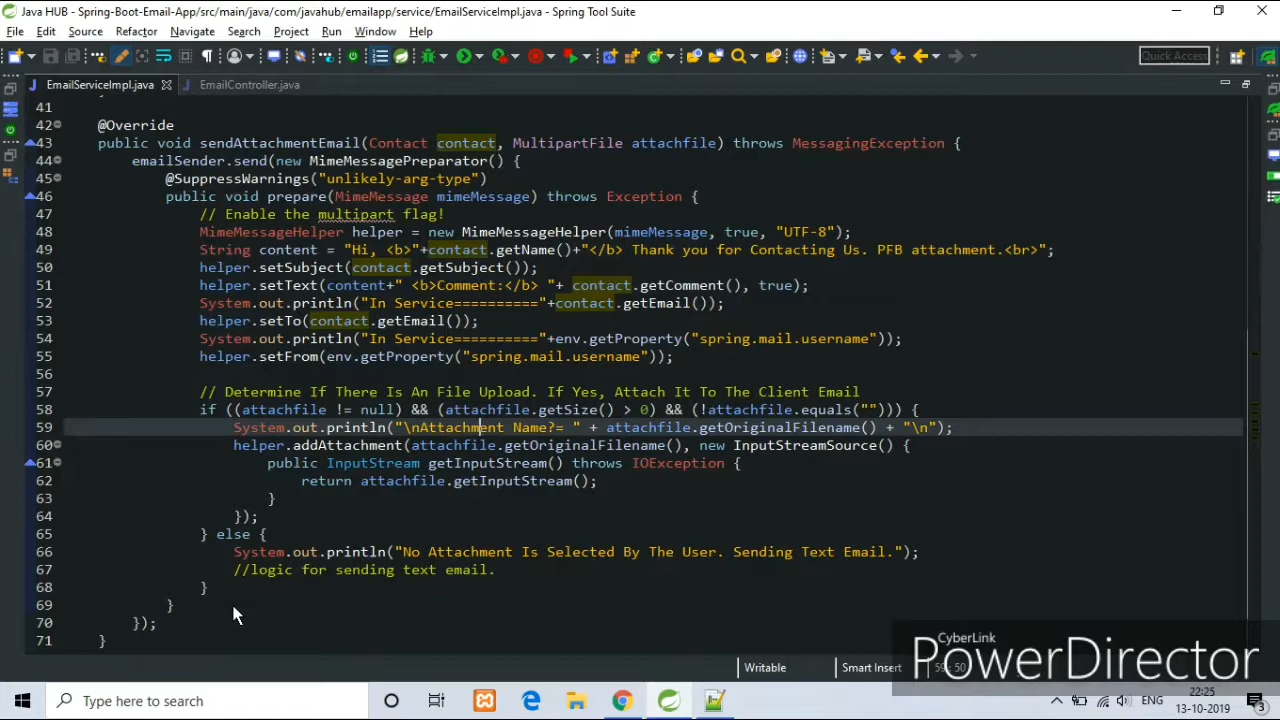 Java HUB - Spring-Boot-Email-App/src/main/java/com/javahub/emailapp/service/EmailServiceImpl.java - Spring Tool Suite
File Edit Source Refactor Navigate Search Project Run Window Help
Quick Access
EmailServiceImpl.java EmailController.java
41
42 @Override
43 public void sendAttachmentEmail(Contact contact, MultipartFile attachfile) throws MessagingException {
44 emailSender.send(new MimeMessagePreparator() {
45 @SuppressWarnings("unlikely-arg-type")
46 public void prepare(MimeMessage mimeMessage) throws Exception {
47 // Enable the multipart flag!
48 MimeMessageHelper helper = new MimeMessageHelper(mimeMessage, true, "UTF-8");
49 String content = "Hi, <b>"+contact.getName()+"</b> Thank you for Contacting Us. PFB attachment.<br>";
50 helper.setSubject(contact.getSubject());
51 helper.setText(content+" <b>Comment:</b> "+ contact.getComment(), true);
52 System.out.println("In Service=========="+contact.getEmail());
53 helper.setTo(contact.getEmail());
54 System.out.println("In Service=========="+env.getProperty("spring.mail.username"));
55 helper.setFrom(env.getProperty("spring.mail.username"));
56
57 // Determine If There Is An File Upload. If Yes, Attach It To The Client Email
58 if ((attachfile != null) && (attachfile.getSize() > 0) && (!attachfile.equals(""))) {
59 System.out.println("\nAttachment Name?= " + attachfile.getOriginalFilename() + "\n");
60 helper.addAttachment(attachfile.getOriginalFilename(), new InputStreamSource() {
61 public InputStream getInputStream() throws IOException {
62 return attachfile.getInputStream();
63 }
64 });
65 } else {
66 System.out.println("No Attachment Is Selected By The User. Sending Text Email.");
67 //logic for sending text email.
68 }
69 }
70 });
71 }
CyberLink
PowerDirector
Writable Smart Insert 59 : 50
Type here to search
ENG
22:25
13-10-2019
3